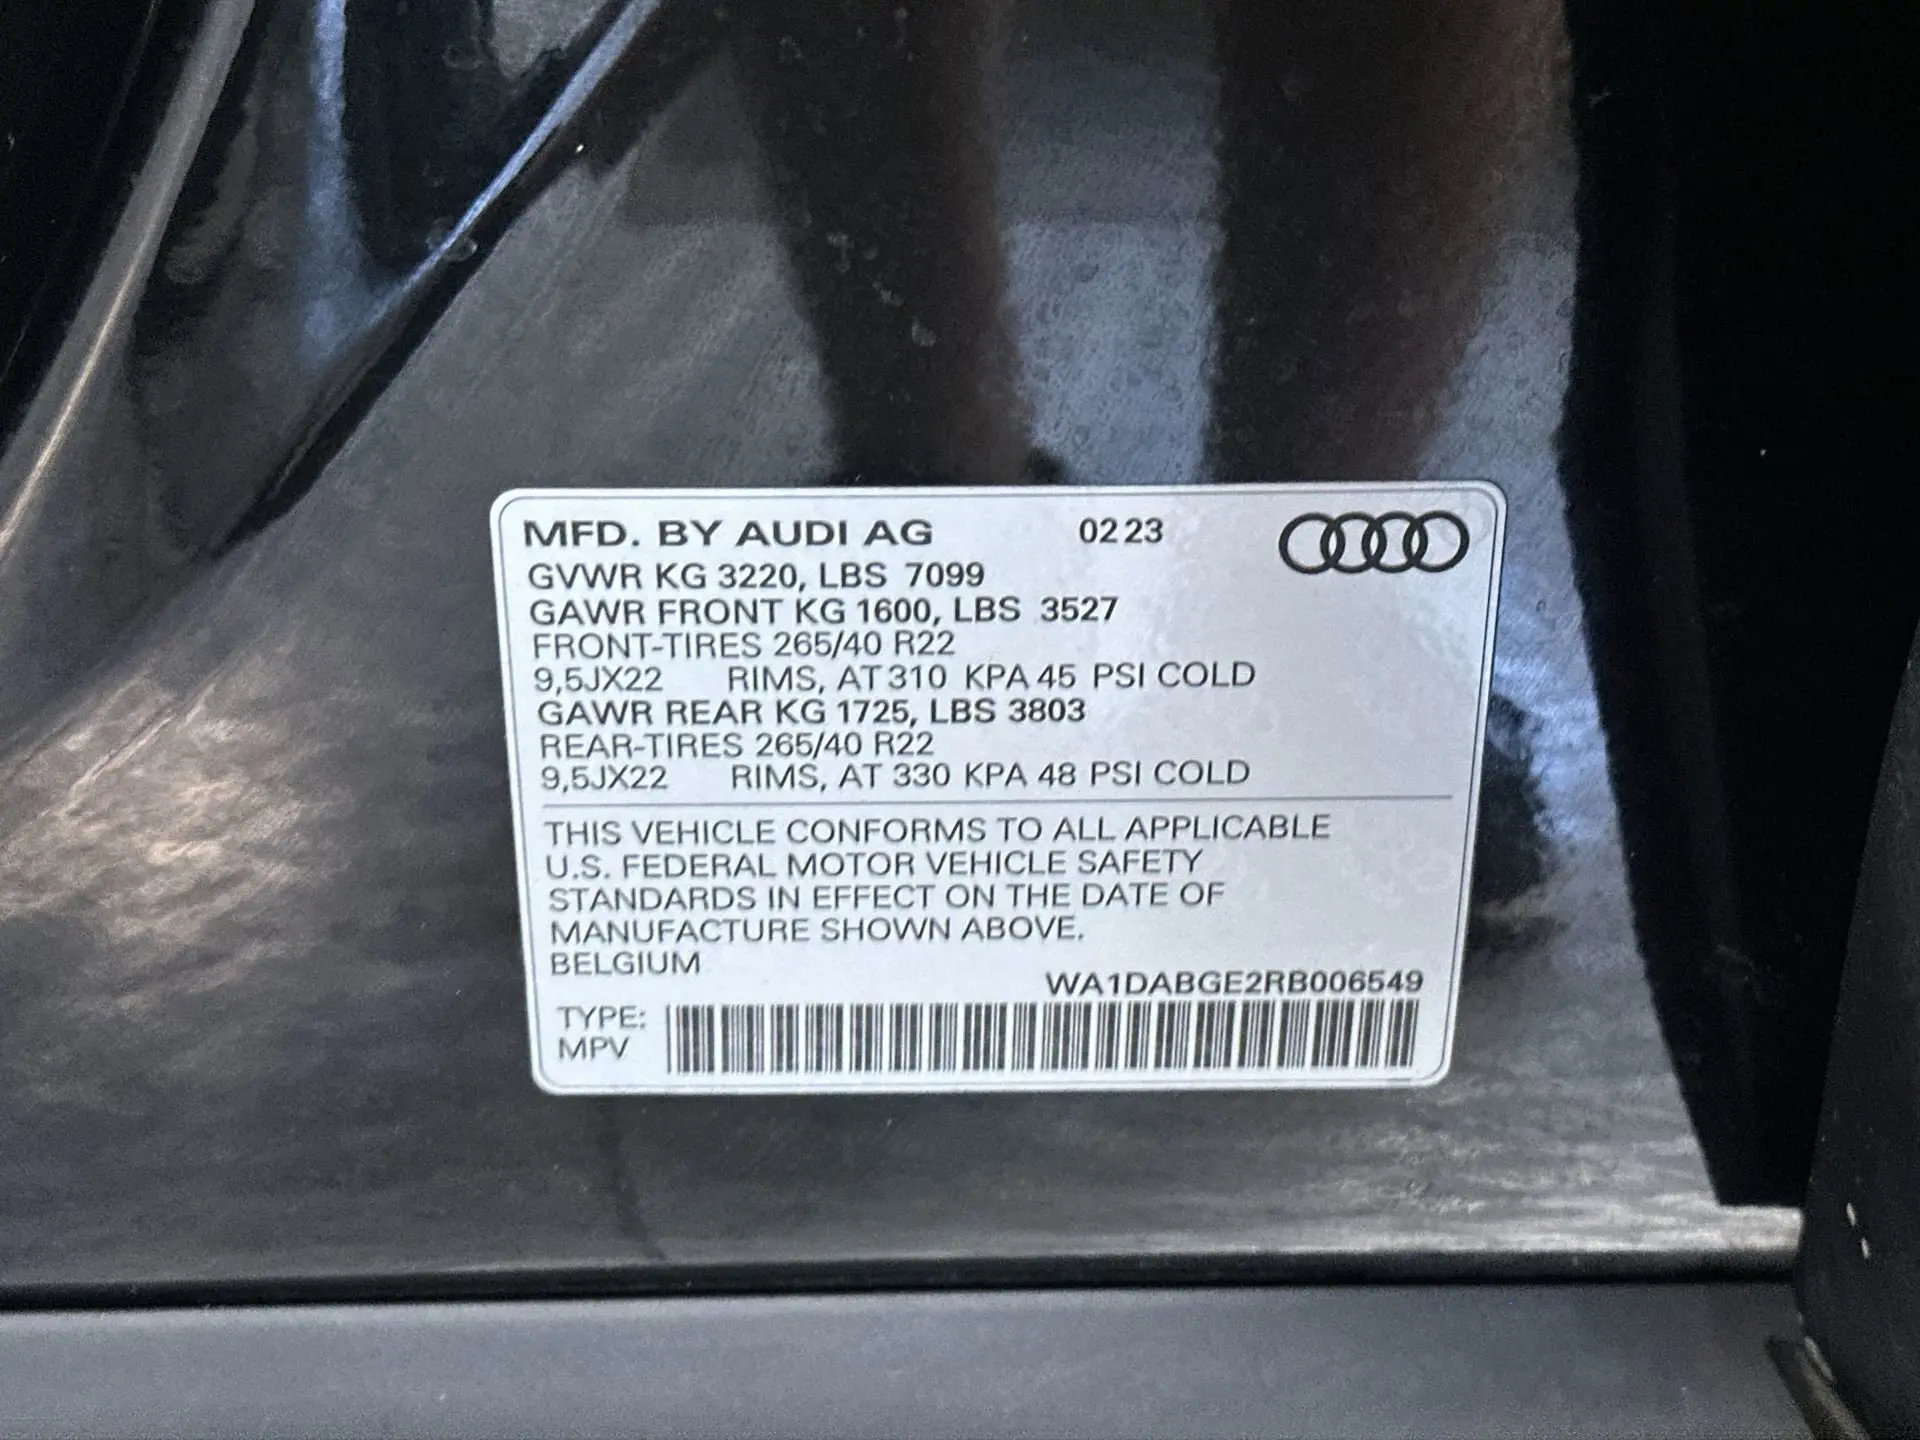 MFD. BY AUDI AG 02 23
GVWR KG 3220, LBS 7099
GAWR FRONT KG 1600, LBS 3527
FRONT-TIRES 265/40 R22
9,5JX22 RIMS, AT 310 KPA 45 PSI COLD
GAWR REAR KG 1725, LBS 3803
REAR-TIRES 265/40 R22
9,5JX22 RIMS, AT 330 KPA 48 PSI COLD
THIS VEHICLE CONFORMS TO ALL APPLICABLE
U.S. FEDERAL MOTOR VEHICLE SAFETY
STANDARDS IN EFFECT ON THE DATE OF
MANUFACTURE SHOWN ABOVE.
BELGIUM
WA1DABGE2RB006549
TYPE:
MPV